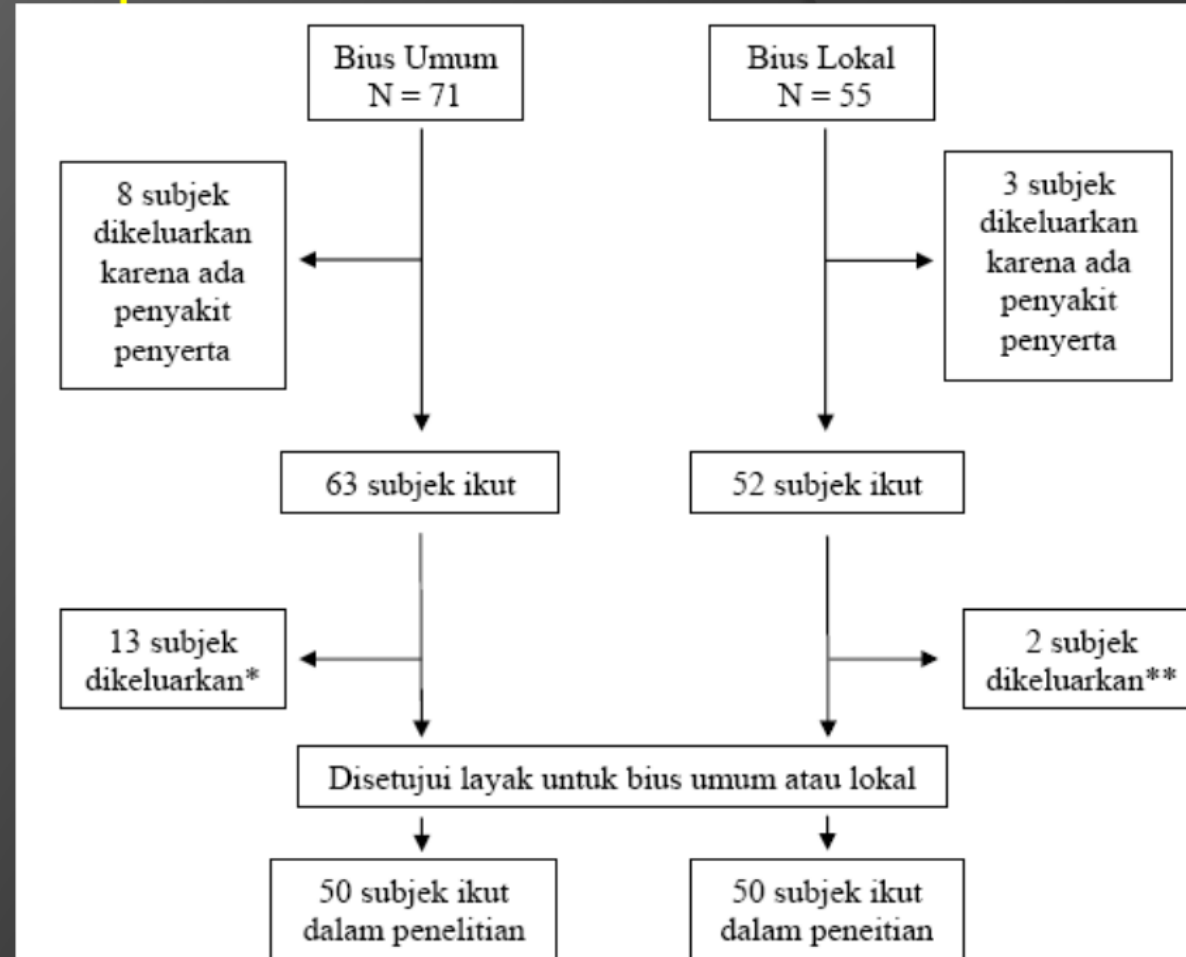 Bius Umum
N = 71
Bius Lokal
N = 55
8 subjek
dikeluarkan
karena ada
penyakit
penyerta
3 subjek
dikeluarkan
karena ada
penyakit
penyerta
63 subjek ikut
52 subjek ikut
13 subjek
dikeluarkan*
2 subjek
dikeluarkan**
Disetujui layak untuk bius umum atau lokal
50 subjek ikut
dalam penelitian
50 subjek ikut
dalam peneitian